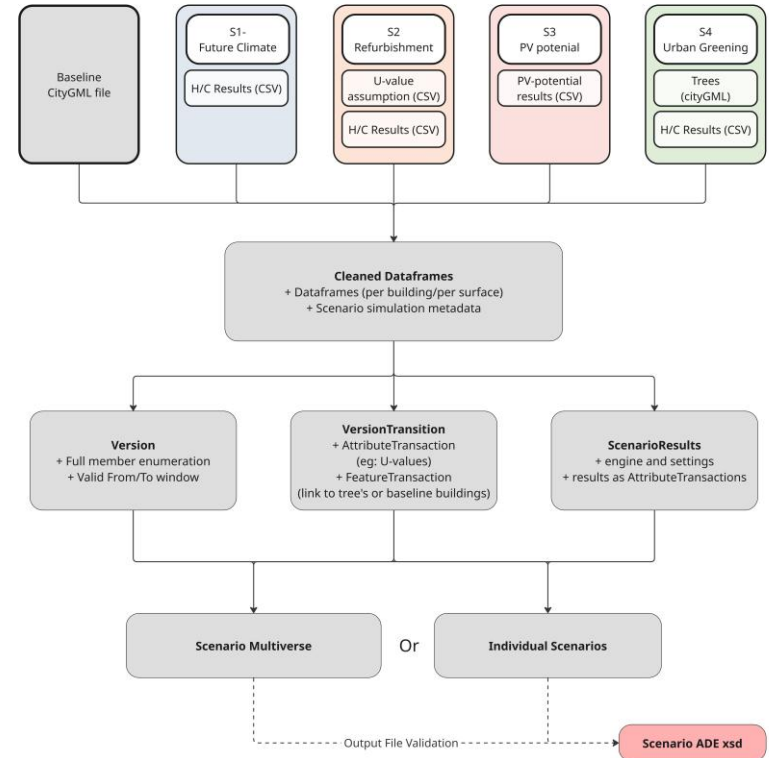 Baseline
CityGML file
S1-
Future Climate
H/C Results (CSV)
S2
Refurbishment
U-value
assumption (CSV)
H/C Results (CSV)
S3
PV potenial
PV-potential
results (CSV)
S4
Urban Greening
Trees
(cityGML)
H/C Results (CSV)
Cleaned Dataframes
+ Dataframes (per building/per surface)
+ Scenario simulation metadata
Version
+ Full member enumeration
+ Valid From/To window
VersionTransition
+ AttributeTransaction
(eg: U-values)
+ FeatureTransaction
(link to tree's or baseline buildings)
ScenarioResults
+ engine and settings
+ results as AttributeTransactions
Scenario Multiverse
Or
Individual Scenarios
Output File Validation
Scenario ADE xsd